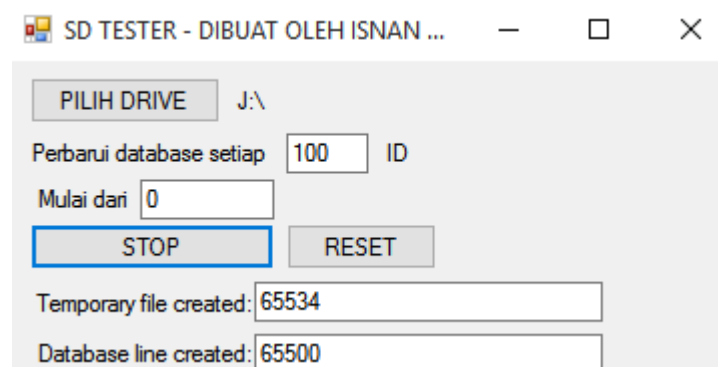 SD TESTER - DIBUAT OLEH ISNAN ...
PILIH DRIVE J:\
Perbarui database setiap 100 ID
Mulai dari 0
STOP RESET
Temporary file created: 65534
Database line created: 65500